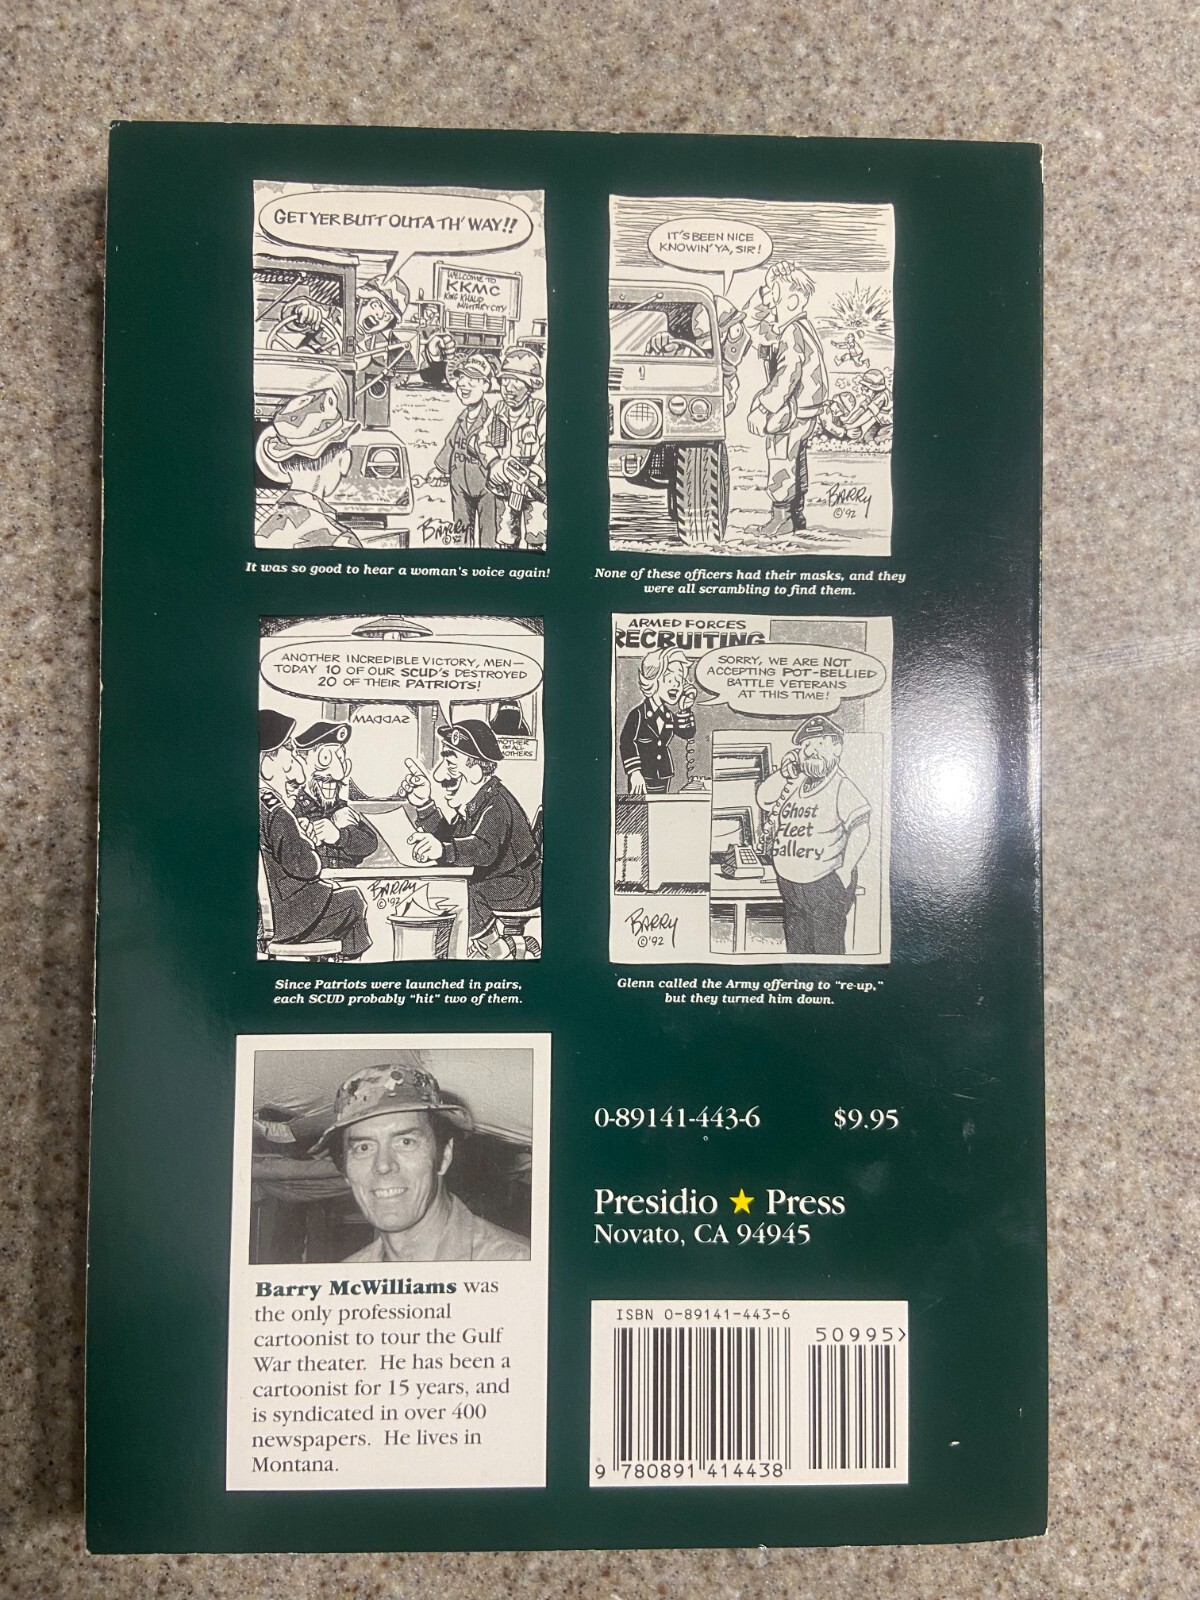 GET YER BUTT OUTA TH' WAY!!
WELCOME TO
KKMC
KING KHALID
MILITARY CITY
BARRY
©'92
It was so good to hear a woman's voice again!
IT'S BEEN NICE
KNOWIN' YA, SIR!
BARRY
©'92
None of these officers had their masks, and they
were all scrambling to find them.
ANOTHER INCREDIBLE VICTORY, MEN—
TODAY 10 OF OUR SCUD'S DESTROYED
20 OF THEIR PATRIOTS!
SADDAM
MOTHER
OF ALL
MOTHERS
BARRY
©'92
Since Patriots were launched in pairs,
each SCUD probably "hit" two of them.
ARMED FORCES
RECRUITING
SORRY, WE ARE NOT
ACCEPTING POT-BELLIED
BATTLE VETERANS
AT THIS TIME!
Ghost
Fleet
Gallery
BARRY
©'92
Glenn called the Army offering to "re-up,"
but they turned him down.
Barry McWilliams was
the only professional
cartoonist to tour the Gulf
War theater. He has been a
cartoonist for 15 years, and
is syndicated in over 400
newspapers. He lives in
Montana.
0-89141-443-6 $9.95
Presidio ★ Press
Novato, CA 94945
ISBN 0-89141-443-6
50995>
9 780891 414438